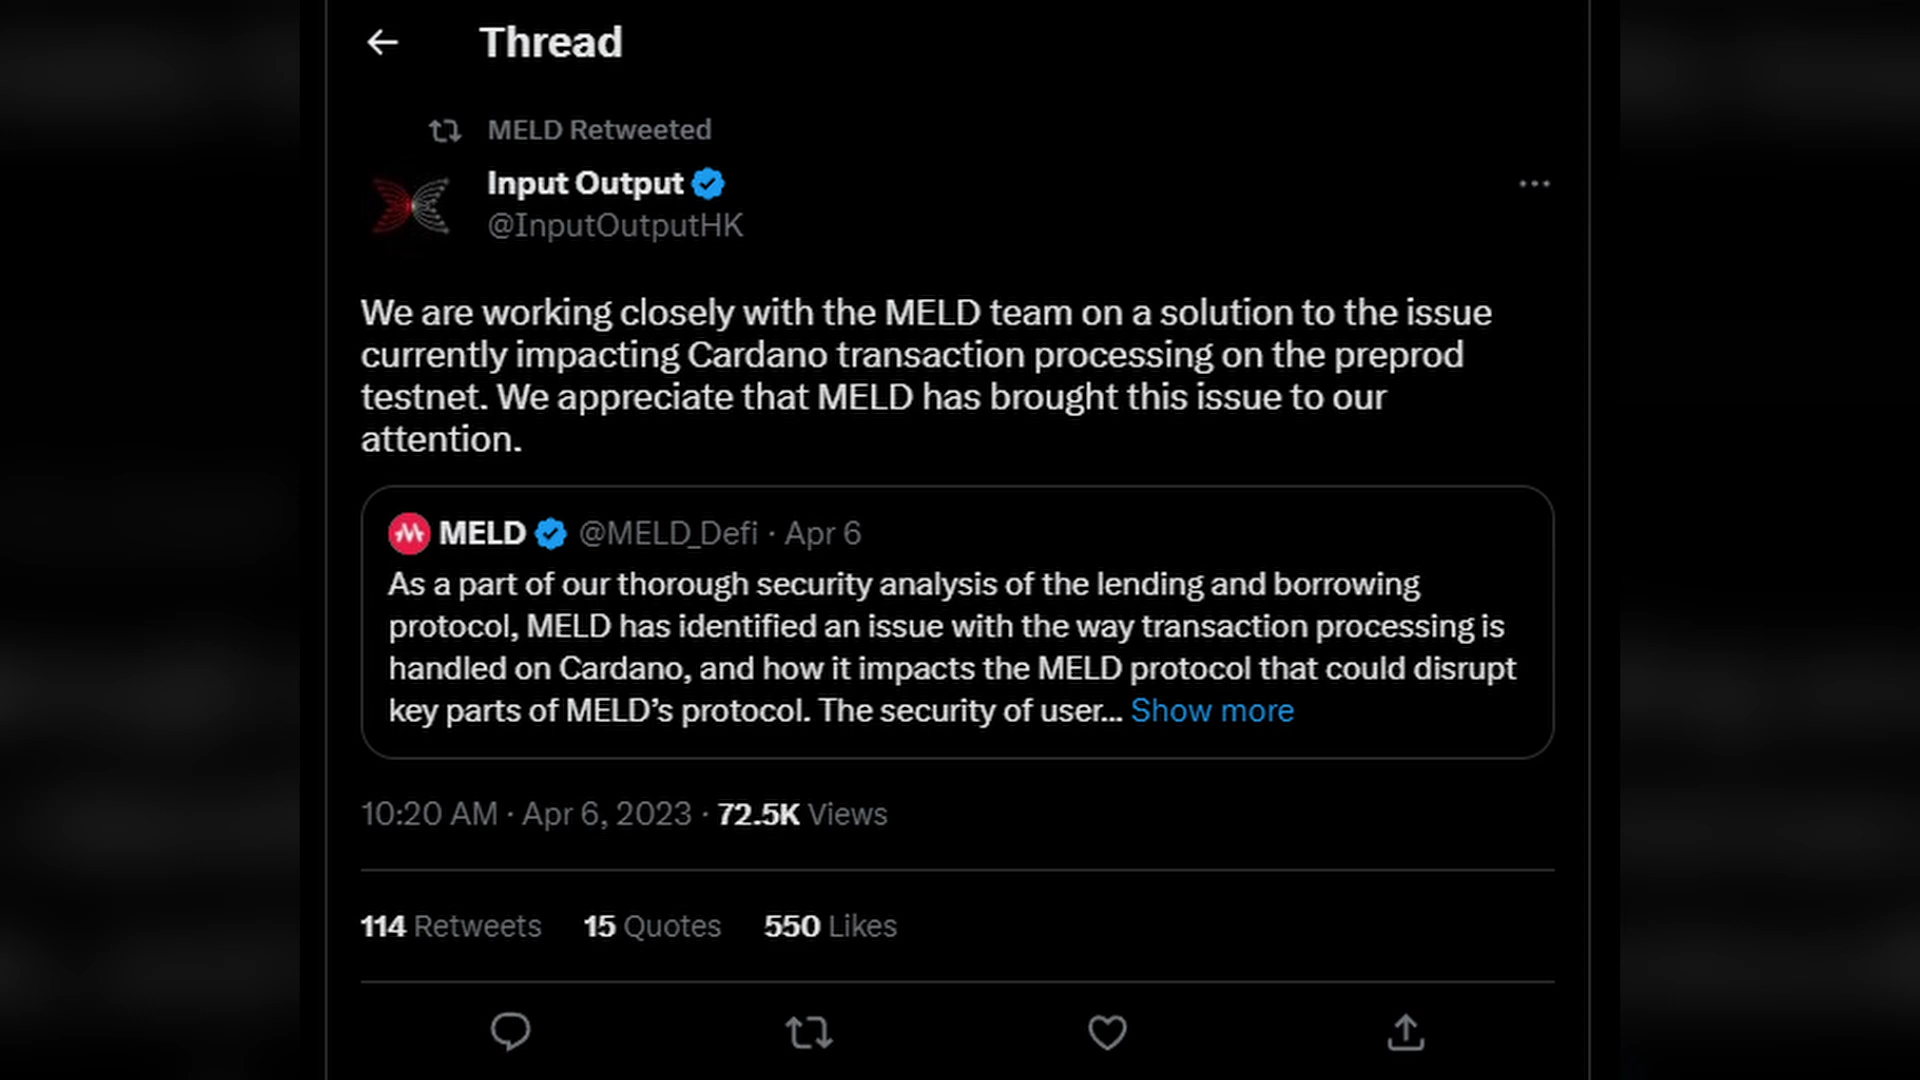 Thread
MELD Retweeted
Input Output
@InputOutputHK
We are working closely with the MELD team on a solution to the issue
currently impacting Cardano transaction processing on the preprod
testnet. We appreciate that MELD has brought this issue to our
attention.
MELD @MELD_Defi · Apr 6
As a part of our thorough security analysis of the lending and borrowing
protocol, MELD has identified an issue with the way transaction processing is
handled on Cardano, and how it impacts the MELD protocol that could disrupt
key parts of MELD’s protocol. The security of user... Show more
10:20 AM · Apr 6, 2023 · 72.5K Views
114 Retweets 15 Quotes 550 Likes